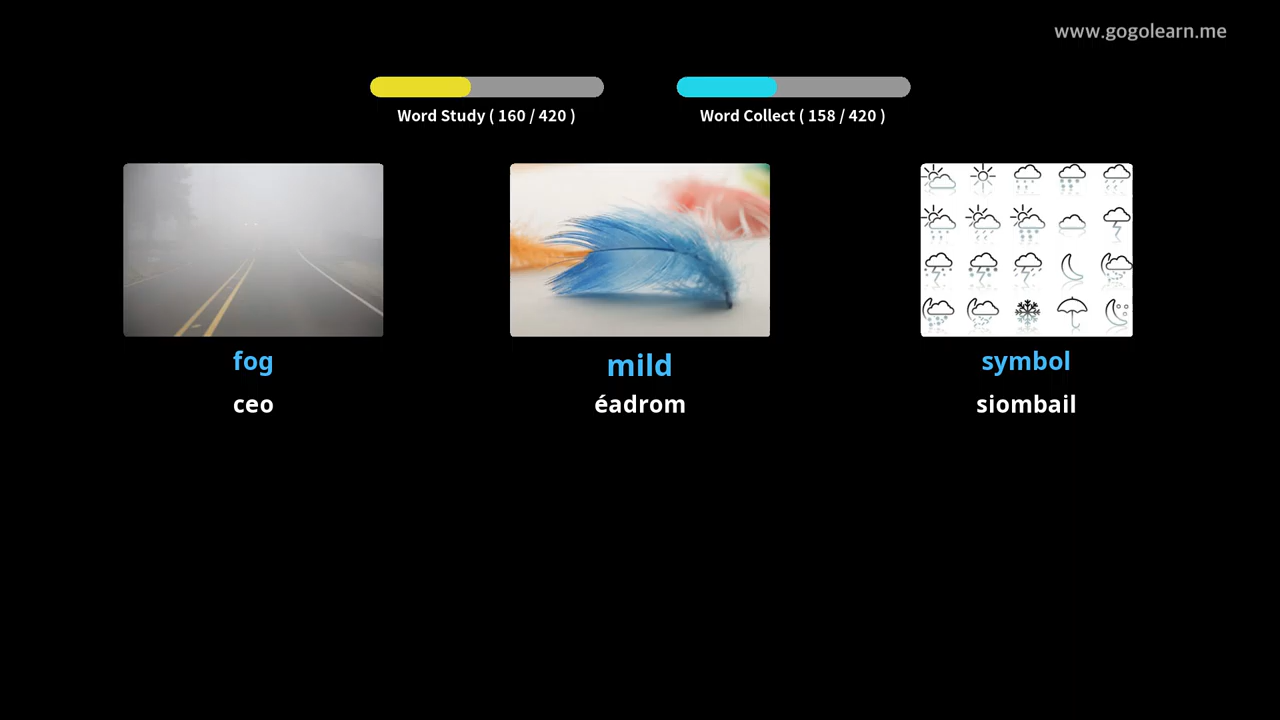 www.gogolearn.me
Word Study ( 160 / 420 )
Word Collect ( 158 / 420 )
fog
ceo
mild
éadrom
symbol
siombail